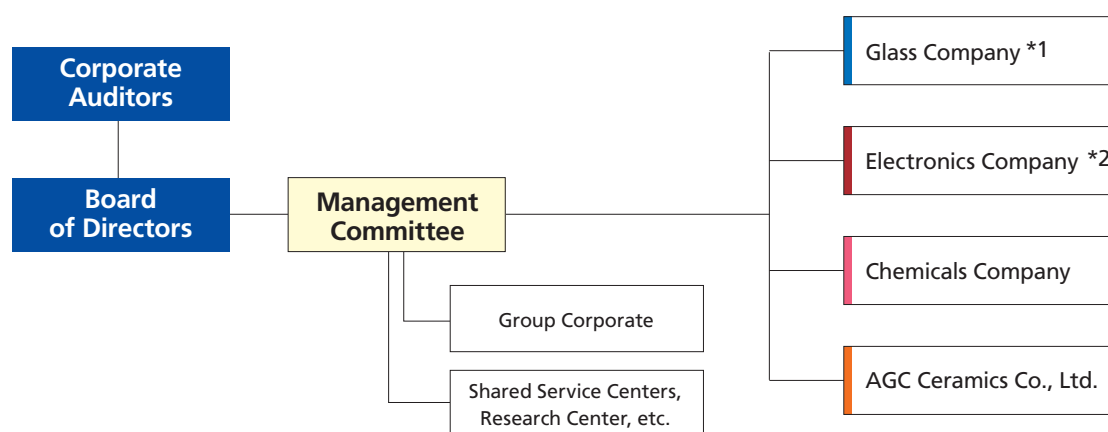 Corporate
Auditors
Board
of Directors
Management
Committee
Group Corporate
Shared Service Centers,
Research Center, etc.
Glass Company *1
Electronics Company *2
Chemicals Company
AGC Ceramics Co., Ltd.